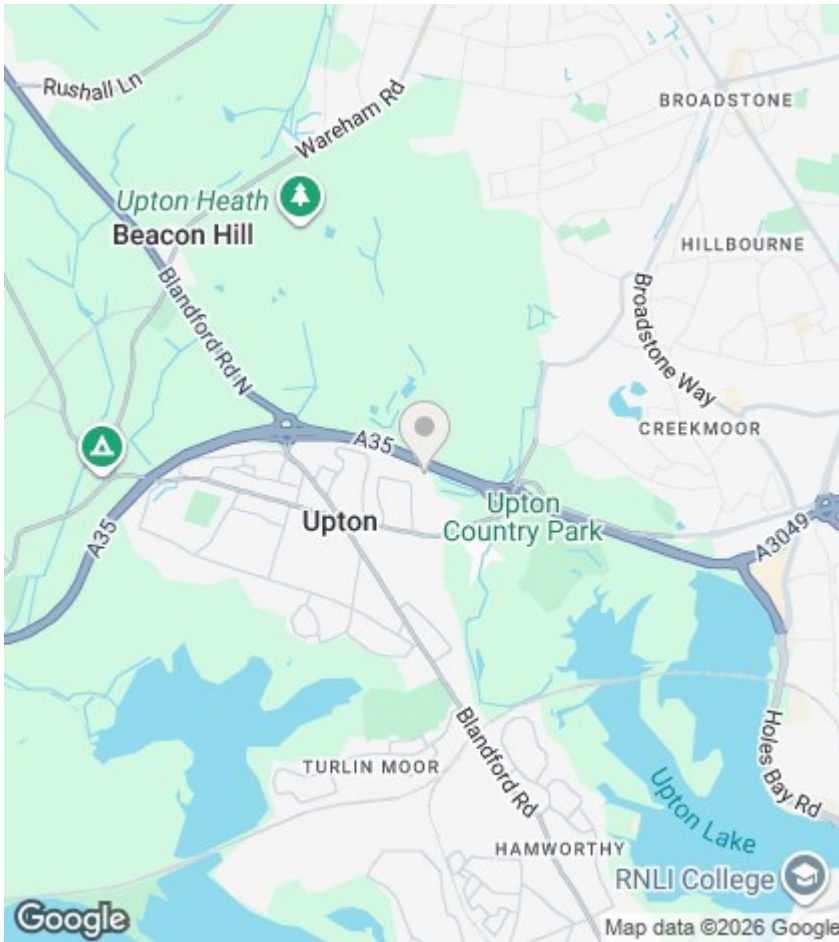 Rushall Ln
Wareham Rd
BROADSTONE
Upton Heath
Beacon Hill
HILLBOURNE
Blandford Rd N
Broadstone Way
CREEKMOOR
A35
Upton
Upton
Country Park
A35
A3049
Blandford Rd
TURLIN MOOR
Holes Bay Rd
Upton Lake
HAMWORTHY
RNLI College
Google
Map data ©2026 Google